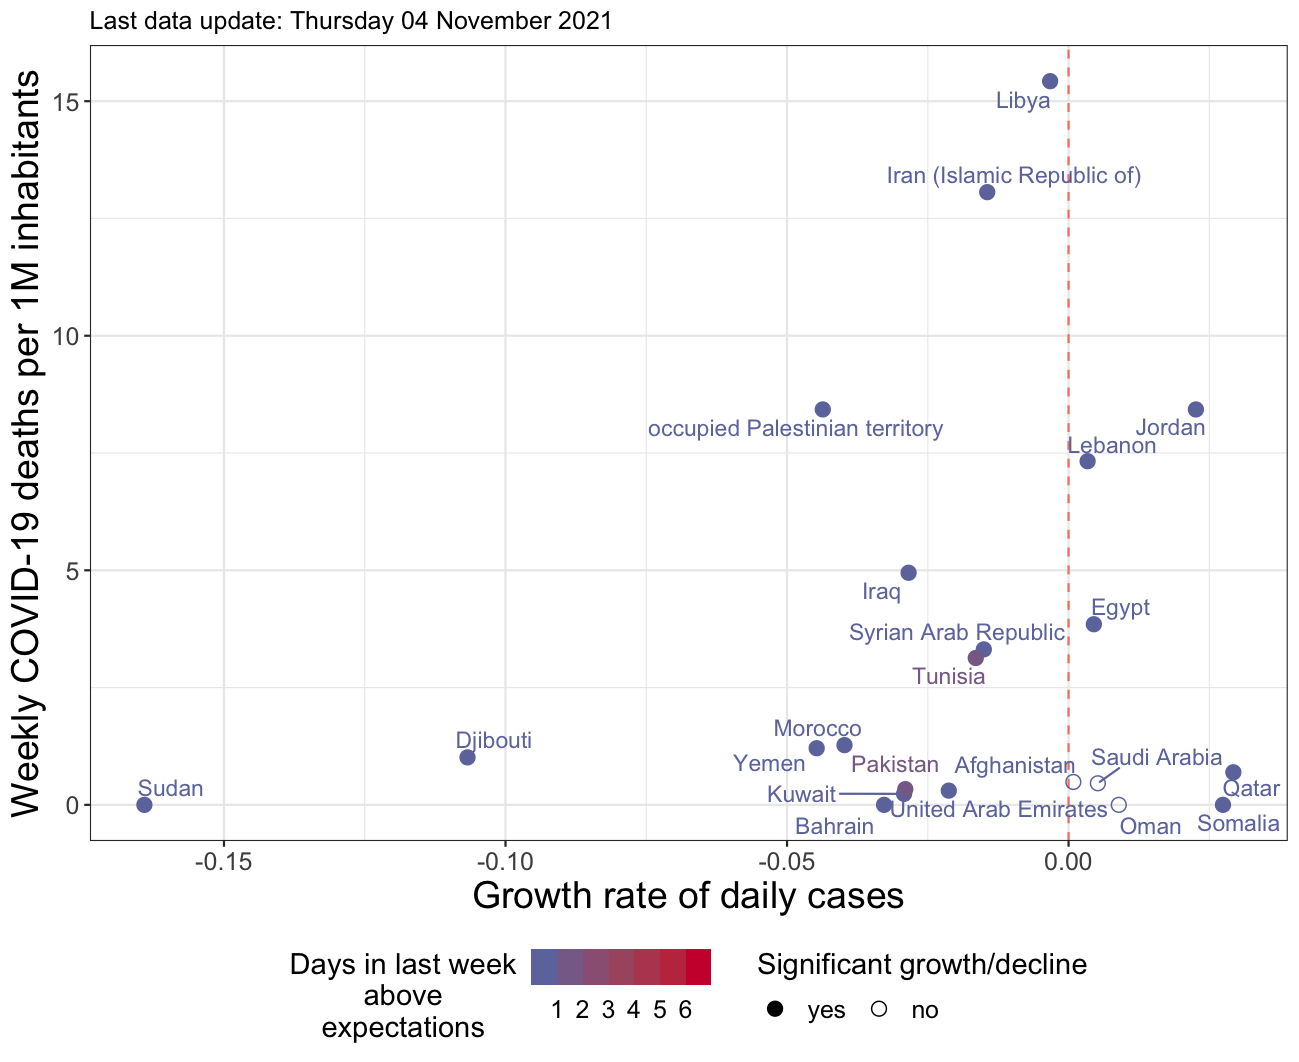 Last data update: Thursday 04 November 2021
Weekly COVID-19 deaths per 1M inhabitants
15
10
5
0
Libya
Iran (Islamic Republic of)
occupied Palestinian territory
Jordan
Lebanon
Iraq
Egypt
Syrian Arab Republic
Tunisia
Morocco
Djibouti
Yemen
Pakistan
Afghanistan
Saudi Arabia
Sudan
Kuwait
Qatar
United Arab Emirates
Bahrain
Oman
Somalia
-0.15
-0.10
-0.05
0.00
Growth rate of daily cases
Days in last week
above
expectations
1 2 3 4 5 6
Significant growth/decline
yes
no